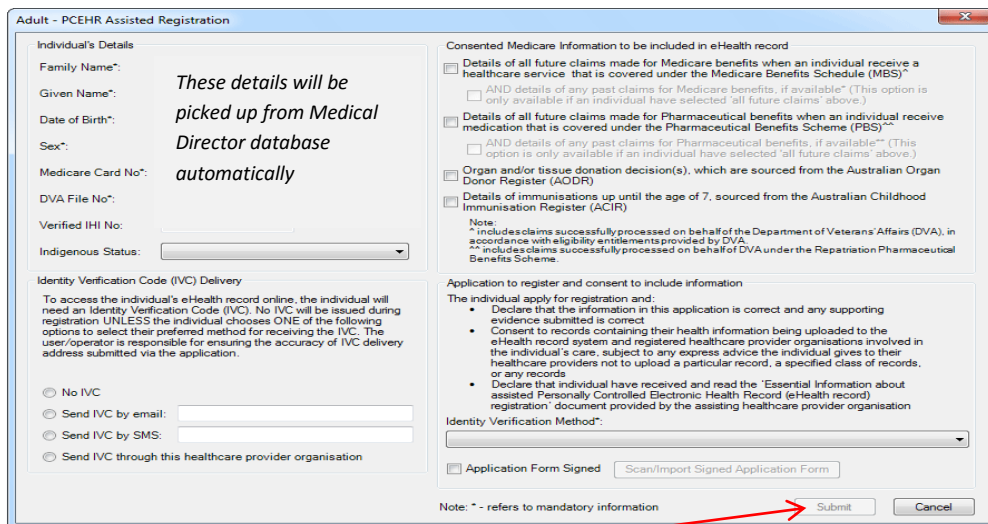 Adult - PCEHR Assisted Registration
Individual's Details
Family Name*:
Given Name*:
Date of Birth*:
Sex*:
Medicare Card No*:
DVA File No*:
Verified IHI No:
Indigenous Status:
These details will be
picked up from Medical
Director database
automatically
Identity Verification Code (IVC) Delivery
To access the individual's eHealth record online, the individual will
need an Identity Verification Code (IVC). No IVC will be issued during
registration UNLESS the individual chooses ONE of the following
options to select their preferred method for receiving the IVC. The
user/operator is responsible for ensuring the accuracy of IVC delivery
address submitted via the application.
No IVC
Send IVC by email:
Send IVC by SMS:
Send IVC through this healthcare provider organisation
Consented Medicare Information to be included in eHealth record
Details of all future claims made for Medicare benefits when an individual receive a
healthcare service that is covered under the Medicare Benefits Schedule (MBS)^
AND details of any past claims for Medicare benefits, if available^ (This option is
only available if an individual have selected 'all future claims' above.)
Details of all future claims made for Pharmaceutical benefits when an individual receive
medication that is covered under the Pharmaceutical Benefits Scheme (PBS)^^
AND details of any past claims for Pharmaceutical benefits, if available^^ (This
option is only available if an individual have selected 'all future claims' above.)
Organ and/or tissue donation decision(s), which are sourced from the Australian Organ
Donor Register (AODR)
Details of immunisations up until the age of 7, sourced from the Australian Childhood
Immunisation Register (ACIR)
Note:
^ includes claims successfully processed on behalf of the Department of Veterans' Affairs (DVA), in
accordance with eligibility entitlements provided by DVA.
^^ includes claims successfully processed on behalf of DVA under the Repatriation Pharmaceutical
Benefits Scheme.
Application to register and consent to include information
The individual apply for registration and:
• Declare that the information in this application is correct and any supporting
evidence submitted is correct
• Consent to records containing their health information being uploaded to the
eHealth record system and registered healthcare provider organisations involved in
the individual's care, subject to any express advice the individual gives to their
healthcare providers not to upload a particular record, a specified class of records,
or any records
• Declare that individual have received and read the 'Essential Information about
assisted Personally Controlled Electronic Health Record (eHealth record)
registration' document provided by the assisting healthcare provider organisation
Identity Verification Method*:
Application Form Signed Scan/Import Signed Application Form
Note: * - refers to mandatory information Submit Cancel